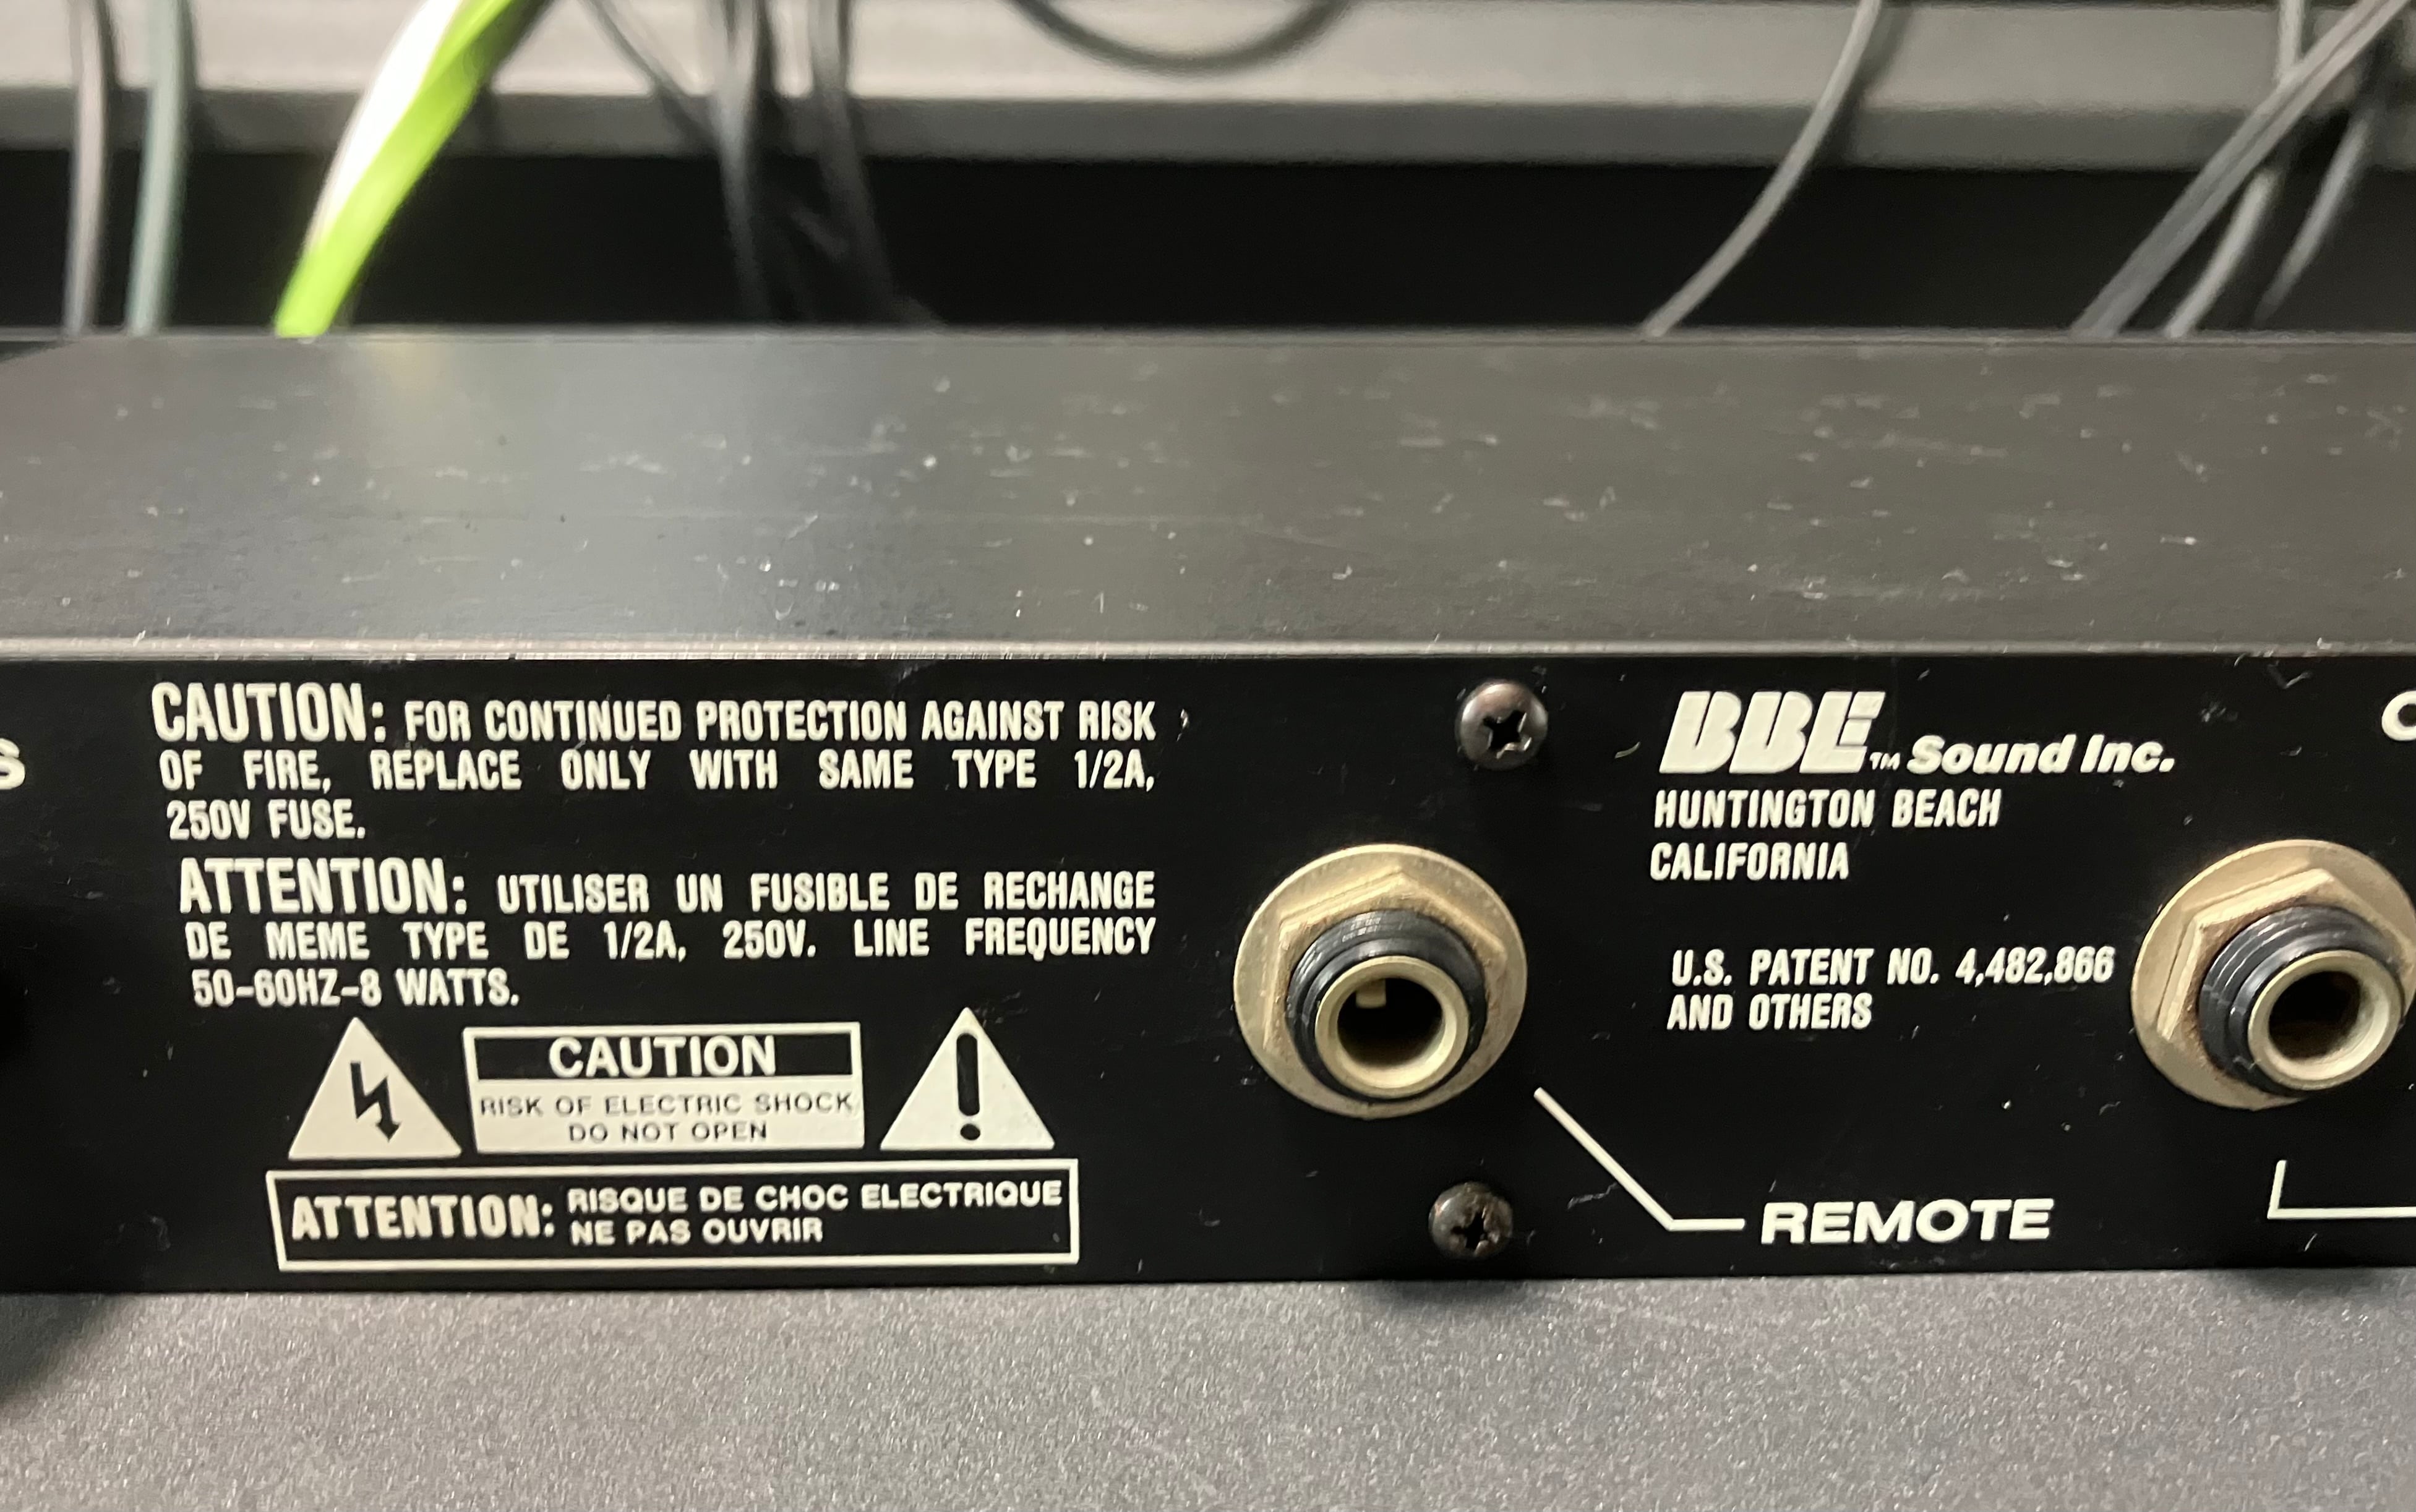 S
CAUTION: FOR CONTINUED PROTECTION AGAINST RISK
OF FIRE, REPLACE ONLY WITH SAME TYPE 1/2A,
250V FUSE.
ATTENTION: UTILISER UN FUSIBLE DE RECHANGE
DE MEME TYPE DE 1/2A, 250V. LINE FREQUENCY
50-60HZ-8 WATTS.
CAUTION
RISK OF ELECTRIC SHOCK
DO NOT OPEN
ATTENTION: RISQUE DE CHOC ELECTRIQUE
NE PAS OUVRIR
BBE™ Sound Inc.
HUNTINGTON BEACH
CALIFORNIA
U.S. PATENT NO. 4,482,866
AND OTHERS
REMOTE